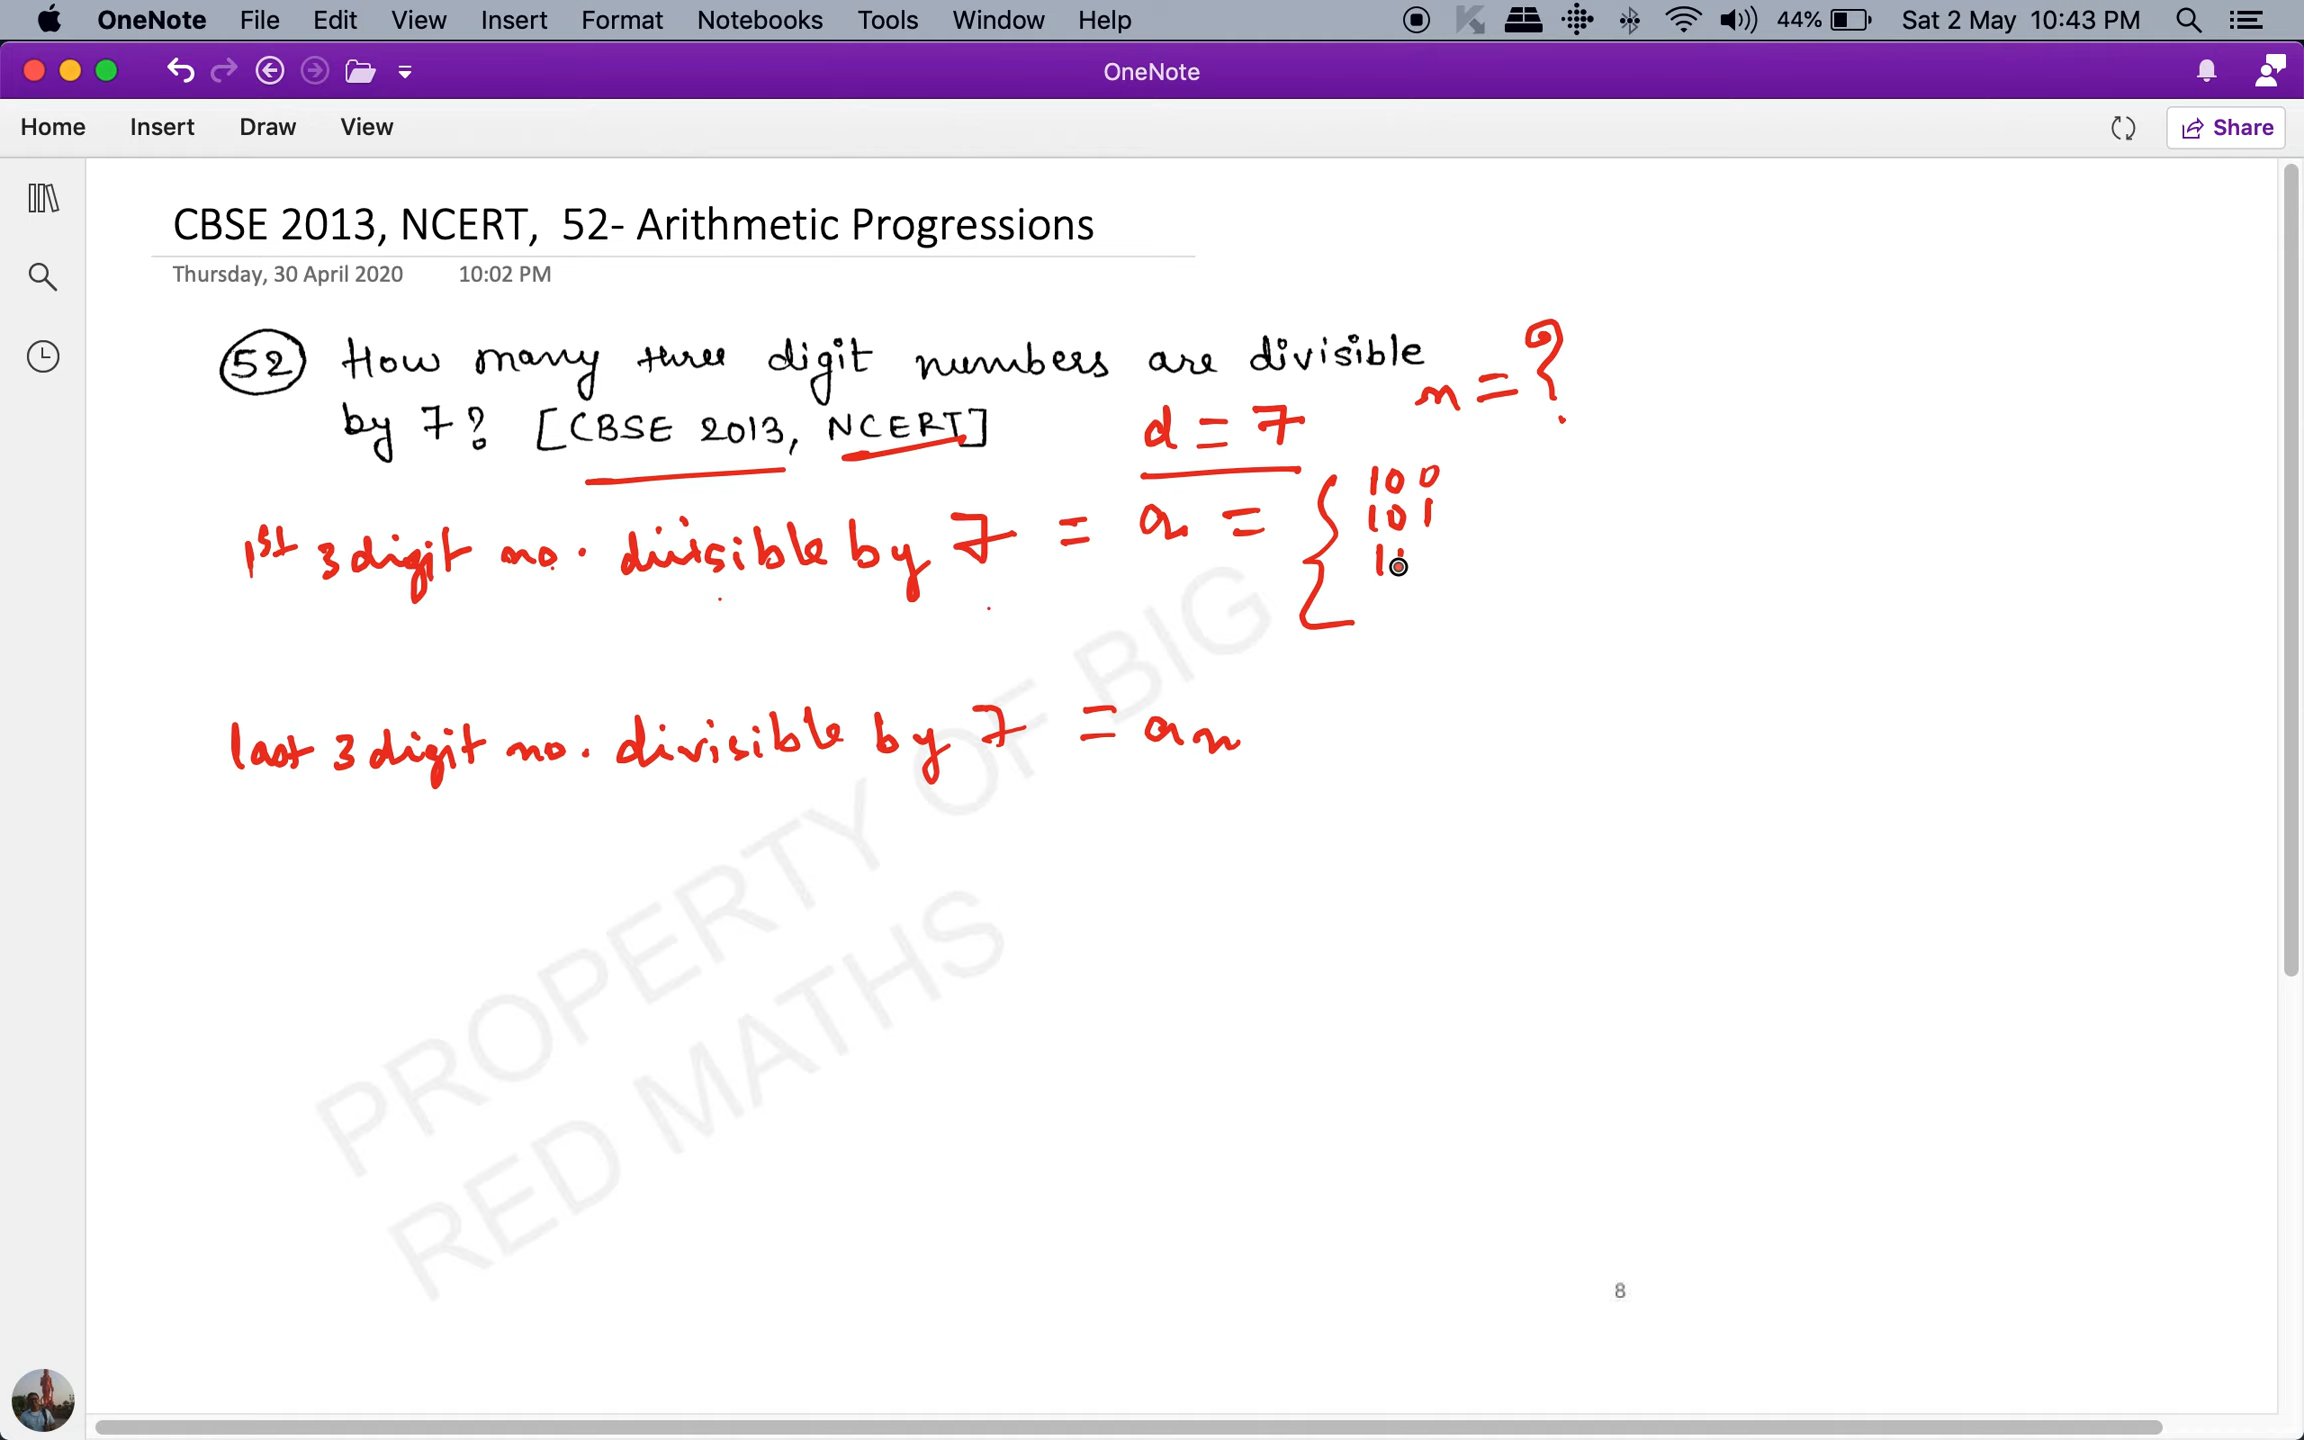 OneNote File Edit View Insert Format Notebooks Tools Window Help 44% Sat 2 May 10:43 PM
OneNote
Home Insert Draw View Share
CBSE 2013, NCERT, 52- Arithmetic Progressions
Thursday, 30 April 2020 10:02 PM
52 How many three digit numbers are divisible
by 7? [CBSE 2013, NCERT]
n = ?
d = 7
1st 3 digit no. divisible by 7 = a =
100
101
last 3 digit no. divisible by 7 = an
PROPERTY OF BIG
RED MATHS
8